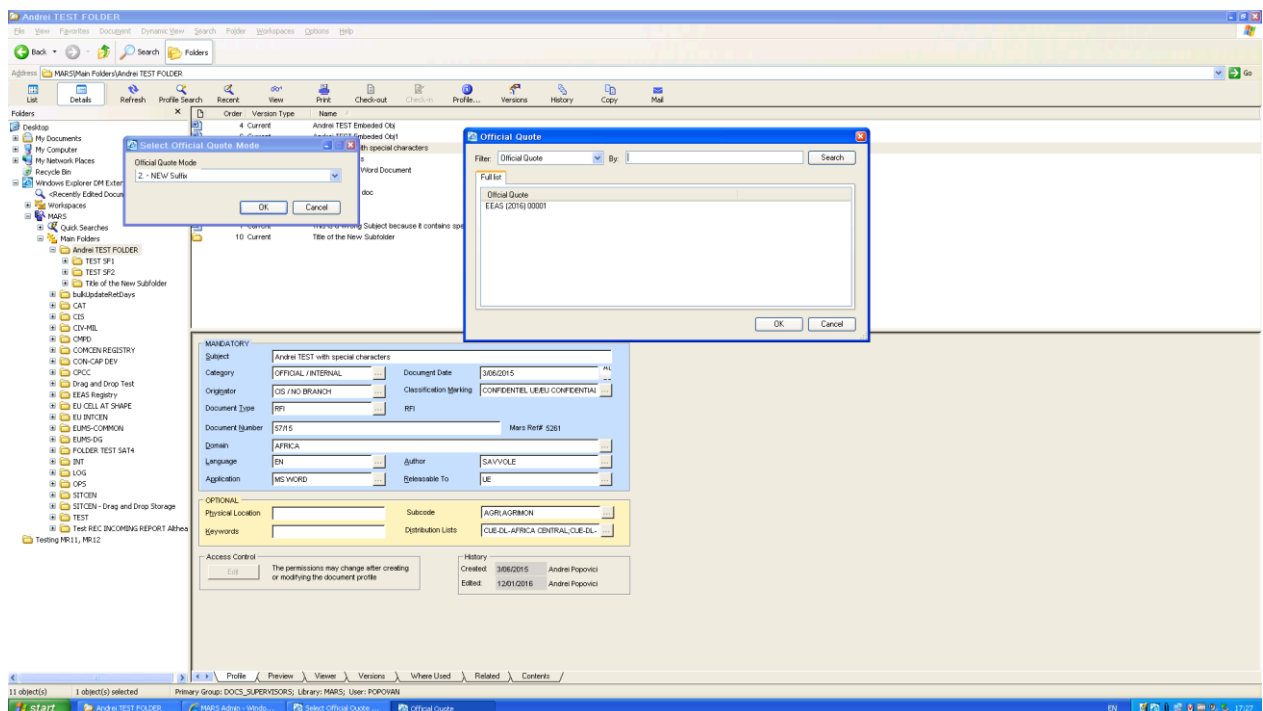 Andrei TEST FOLDER
File View Favorites Document Dynamic View Search Folder Workspaces Options Help
Back Search Folders
Address MARS\Main Folders\Andrei TEST FOLDER Go
List Details Refresh Profile Search Recent View Print Check-out Check-in Profile... Versions History Copy Mail
Folders
Order Version Type Name
Desktop
My Documents
My Computer
My Network Places
Recycle Bin
Windows Explorer DM Exter
<Recently Edited Docun
Workspaces
MARS
Quick Searches
Main Folders
Andrei TEST FOLDER
TEST SF1
TEST SF2
Title of the New Subfolder
bulkUpdateRetDays
CAT
CIS
CIV-MIL
CMPD
COMCEN REGISTRY
CON-CAP DEV
CPCC
Drag and Drop Test
EEAS Registry
EU CELL AT SHAPE
EU INTCEN
EUMS-COMMON
EUMS-DG
FOLDER TEST SAT4
INT
LOG
OPS
SITCEN
SITCEN - Drag and Drop Storage
TEST
Test REC INCOMING REPORT Althea
Testing MR11, MR12
4 Current Andrei TEST Embeded Obj
Andrei TEST Embeded Obj1
th special characters
s
Word Document
doc
7 Current This is a wrong Subject because it contains spe
10 Current Title of the New Subfolder
Select Official Quote Mode
Official Quote Mode
2. - NEW Suffix
OK Cancel
Official Quote
Filter: Official Quote By: Search
Full list
Official Quote
EEAS (2016) 00001
OK Cancel
MANDATORY
Subject Andrei TEST with special characters
Category OFFICIAL / INTERNAL ... Document Date 3/06/2015
Originator CIS / NO BRANCH ... Classification Marking CONFIDENTIEL UE/EU CONFIDENTIAL ...
Document Type RFI ... RFI
Document Number 57/15 Mars Ref# 5261
Domain AFRICA ...
Language EN ... Author SAVVOLE ...
Application MS WORD ... Releasable To UE ...
OPTIONAL
Physical Location Subcode AGRI,AGRIMON ...
Keywords Distribution Lists CUE-DL-AFRICA CENTRAL;CUE-DL- ...
Access Control
Edit The permissions may change after creating
or modifying the document profile
History
Created: 3/06/2015 Andrei Popovici
Edited: 12/01/2016 Andrei Popovici
Profile Preview Viewer Versions Where Used Related Contents
11 object(s) 1 object(s) selected Primary Group: DOCS_SUPERVISORS; Library: MARS; User: POPOVAN
start Andrei TEST FOLDER MARS Admin - Windo... Select Official Quote ... Official Quote EN 17:27